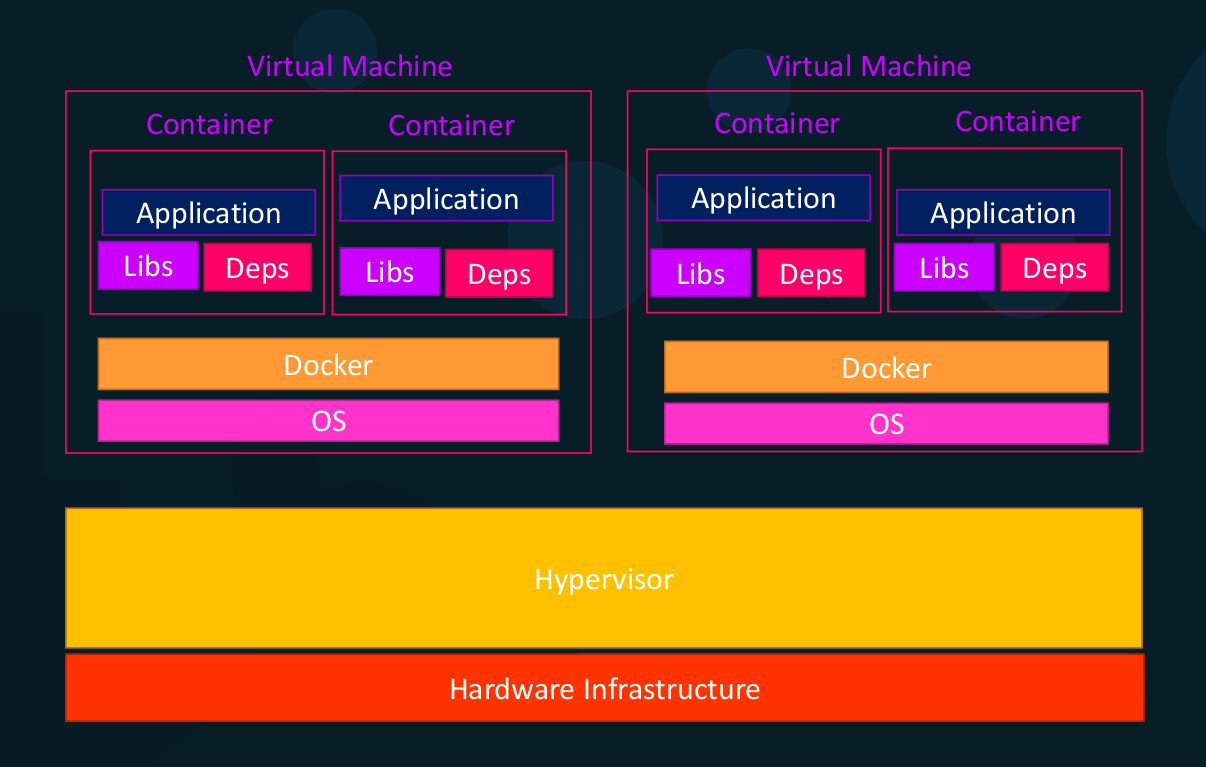 Virtual Machine
Virtual Machine
Container
Container
Container
Container
Application
Application
Application
Application
Libs
Deps
Libs
Deps
Libs
Deps
Libs
Deps
Docker
Docker
OS
OS
Hypervisor
Hardware Infrastructure